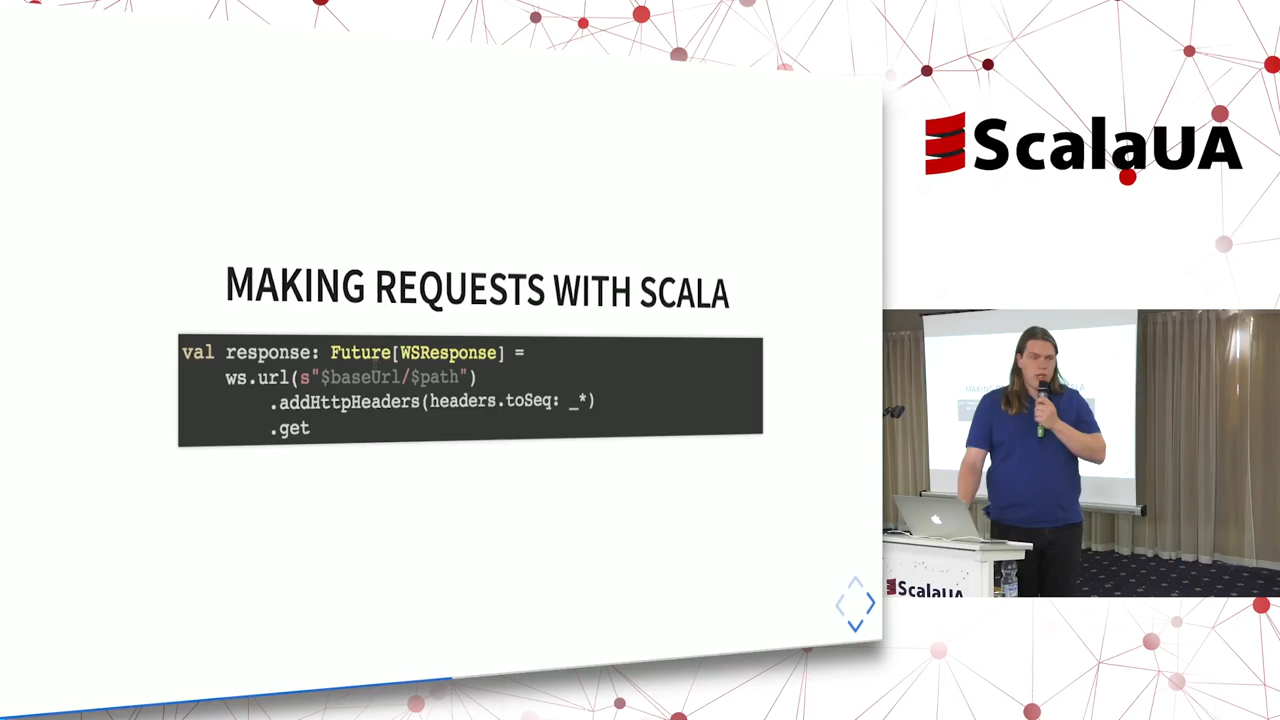 ScalaUA
MAKING REQUESTS WITH SCALA
val response: Future[WSResponse] =
ws.url(s"$baseUrl/$path")
.addHttpHeaders(headers.toSeq: _*)
.get
ScalaUA